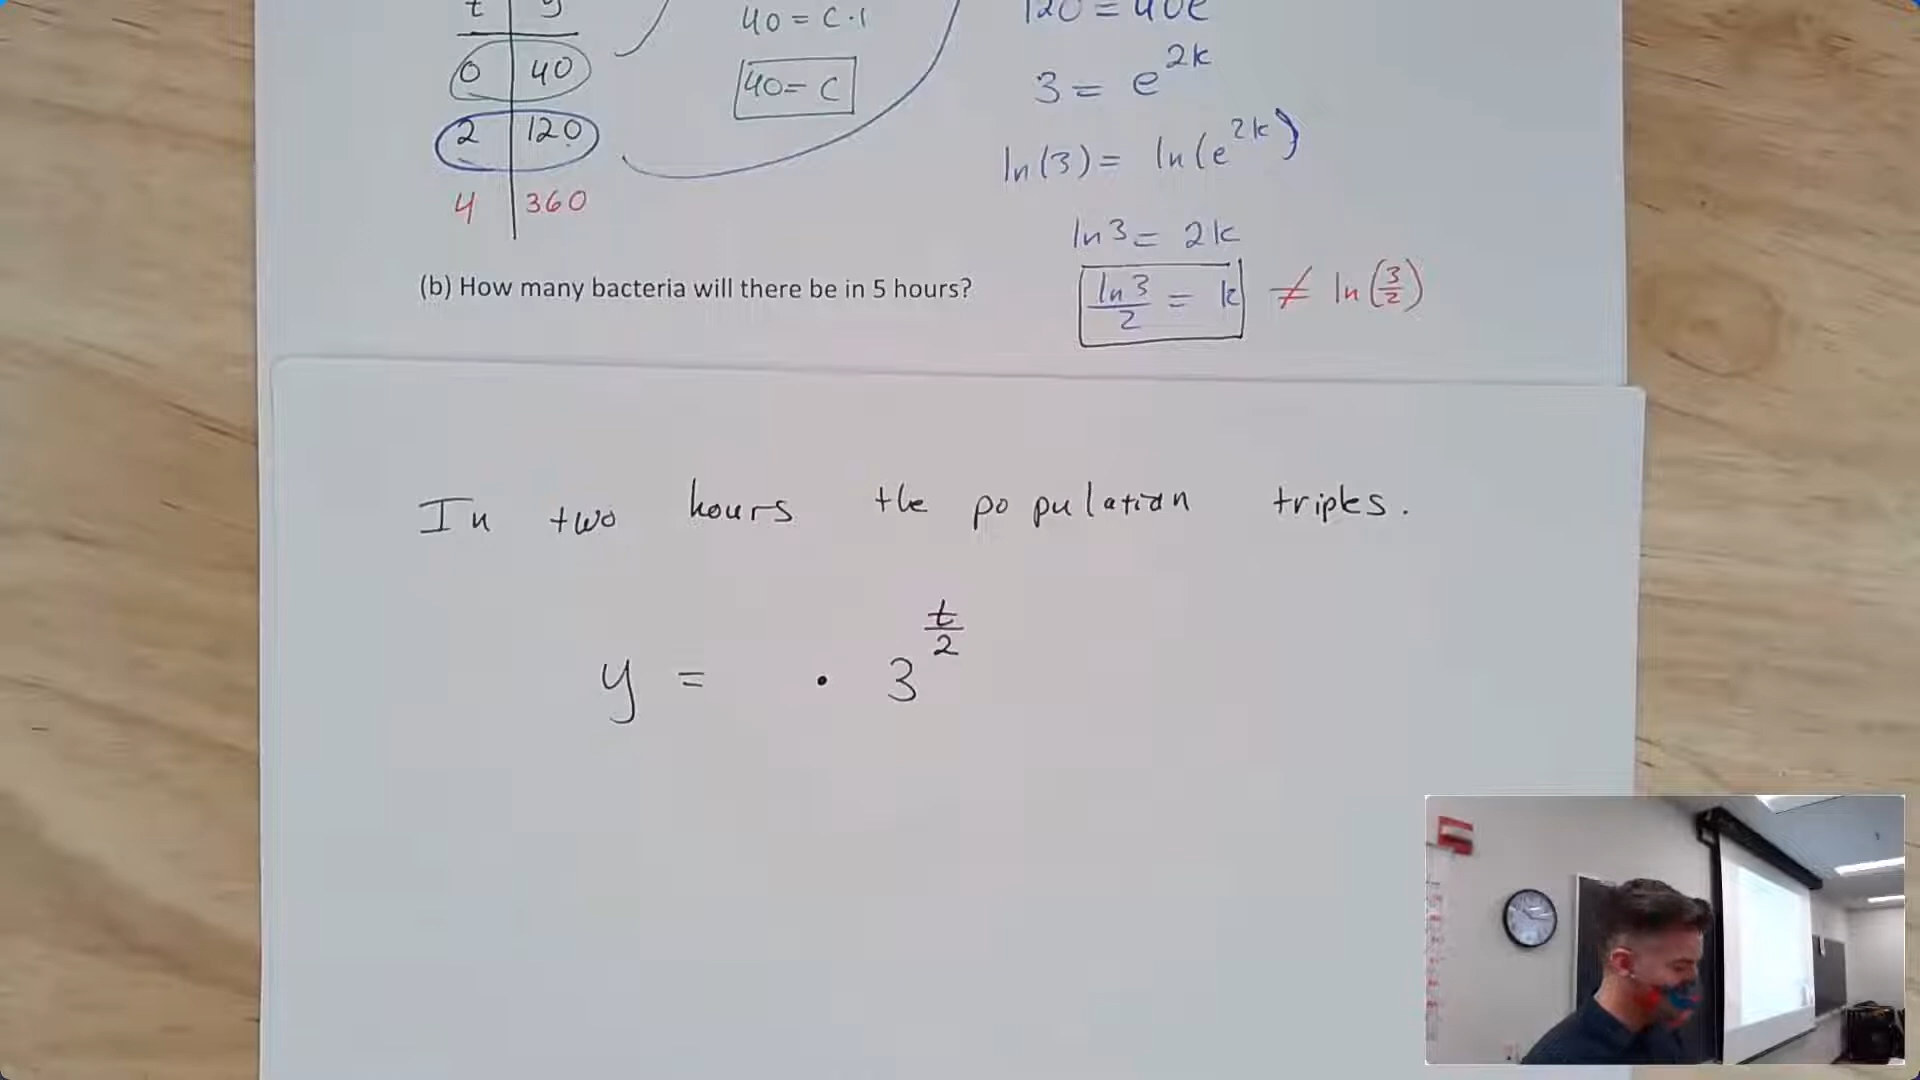 t y
0 40
2 120
4 360
40 = C·1
40 = C
120 = 40e
3 = e^2k
ln(3) = ln(e^2k)
ln3 = 2k
ln3/2 = k ≠ ln(3/2)
(b) How many bacteria will there be in 5 hours?
In two hours the population triples.
y = · 3^t/2